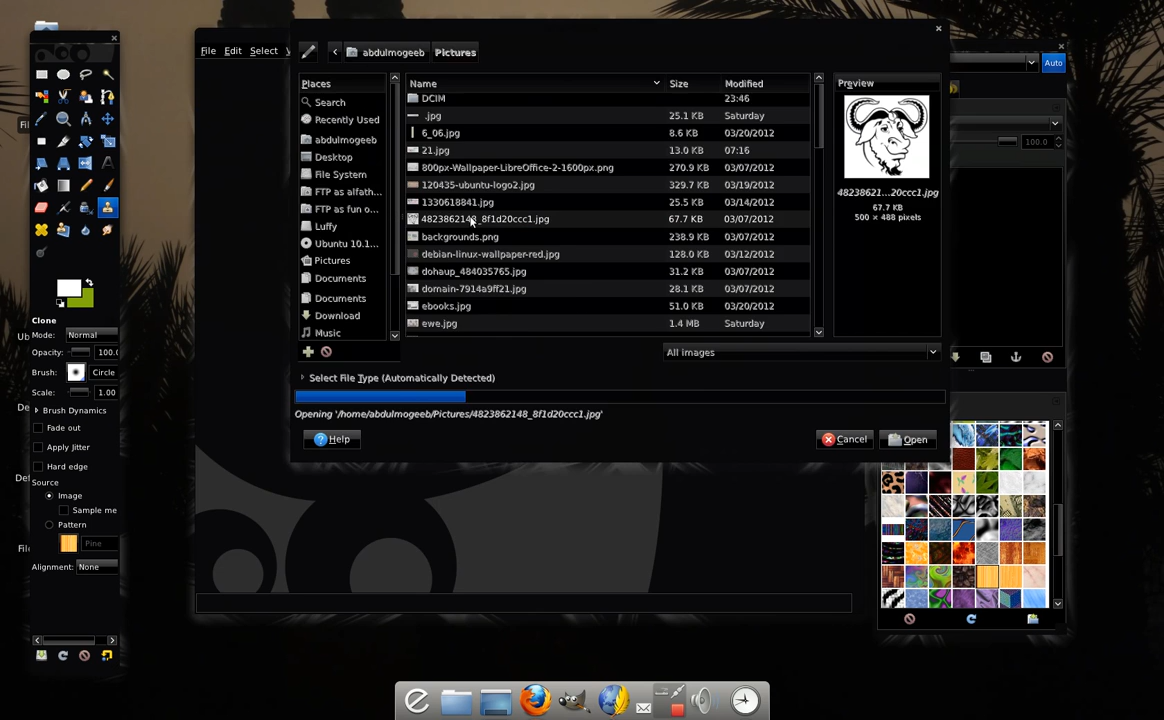 File Edit Select
abdulmogeeb Pictures
Auto
Places
Search
Recently Used
abdulmogeeb
Desktop
File System
FTP as alfath...
FTP as fun o...
Luffy
Ubuntu 10.1...
Pictures
Documents
Documents
Download
Music
Name Size Modified
DCIM 23:46
.jpg 25.1 KB Saturday
6_06.jpg 8.6 KB 03/20/2012
21.jpg 13.0 KB 07:16
800px-Wallpaper-LibreOffice-2-1600px.png 270.9 KB 03/07/2012
120435-ubuntu-logo2.jpg 329.7 KB 03/19/2012
1330618841.jpg 25.5 KB 03/14/2012
4823862148_8f1d20ccc1.jpg 67.7 KB 03/07/2012
backgrounds.png 238.9 KB 03/07/2012
debian-linux-wallpaper-red.jpg 128.0 KB 03/12/2012
dohaup_484035765.jpg 31.2 KB 03/07/2012
domain-7914a9ff21.jpg 28.1 KB 03/07/2012
ebooks.jpg 51.0 KB 03/20/2012
ewe.jpg 1.4 MB Saturday
Preview
48238621...20ccc1.jpg
67.7 KB
500 × 488 pixels
100.0
All images
Select File Type (Automatically Detected)
Opening '/home/abdulmogeeb/Pictures/4823862148_8f1d20ccc1.jpg'
Help Cancel Open
Clone
Mode: Normal
Opacity: 100.
Brush: Circle
Scale: 1.00
Brush Dynamics
Fade out
Apply Jitter
Hard edge
Source
Image
Sample me
Pattern
Pine
Alignment: None